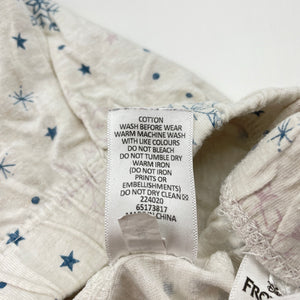 COTTON
WASH BEFORE WEAR
WARM MACHINE WASH
WITH LIKE COLOURS
DO NOT BLEACH
DO NOT TUMBLE DRY
WARM IRON
(DO NOT IRON
PRINTS OR
EMBELLISHMENTS)
DO NOT DRY CLEAN
224020
65173817
MADE IN CHINA